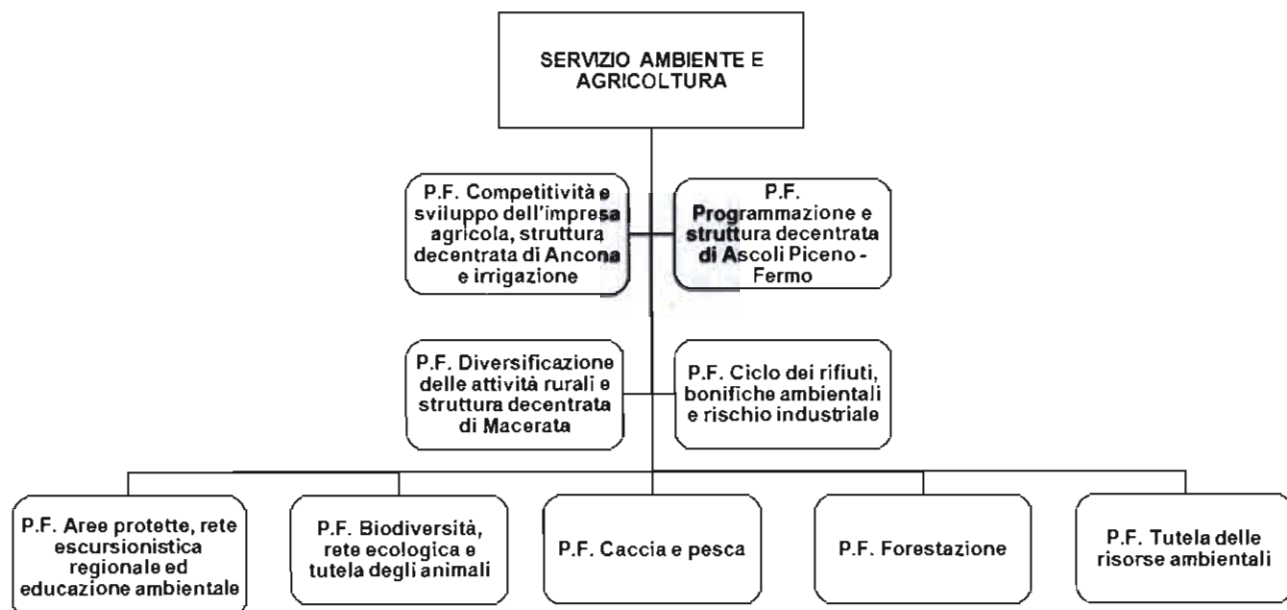 SERVIZIO AMBIENTE E
AGRICOLTURA
P.F. Competitività e
sviluppo dell'impresa
agricola, struttura
decentrata di Ancona
e irrigazione
P.F.
Programmazione e
struttura decentrata
di Ascoli Piceno -
Fermo
P.F. Diversificazione
delle attività rurali e
struttura decentrata
di Macerata
P.F. Ciclo dei rifiuti,
bonifiche ambientali
e rischio industriale
P.F. Aree protette, rete
escursionistica
regionale ed
educazione ambientale
P.F. Biodiversità,
rete ecologica e
tutela degli animali
P.F. Caccia e pesca
P.F. Forestazione
P.F. Tutela delle
risorse ambientali